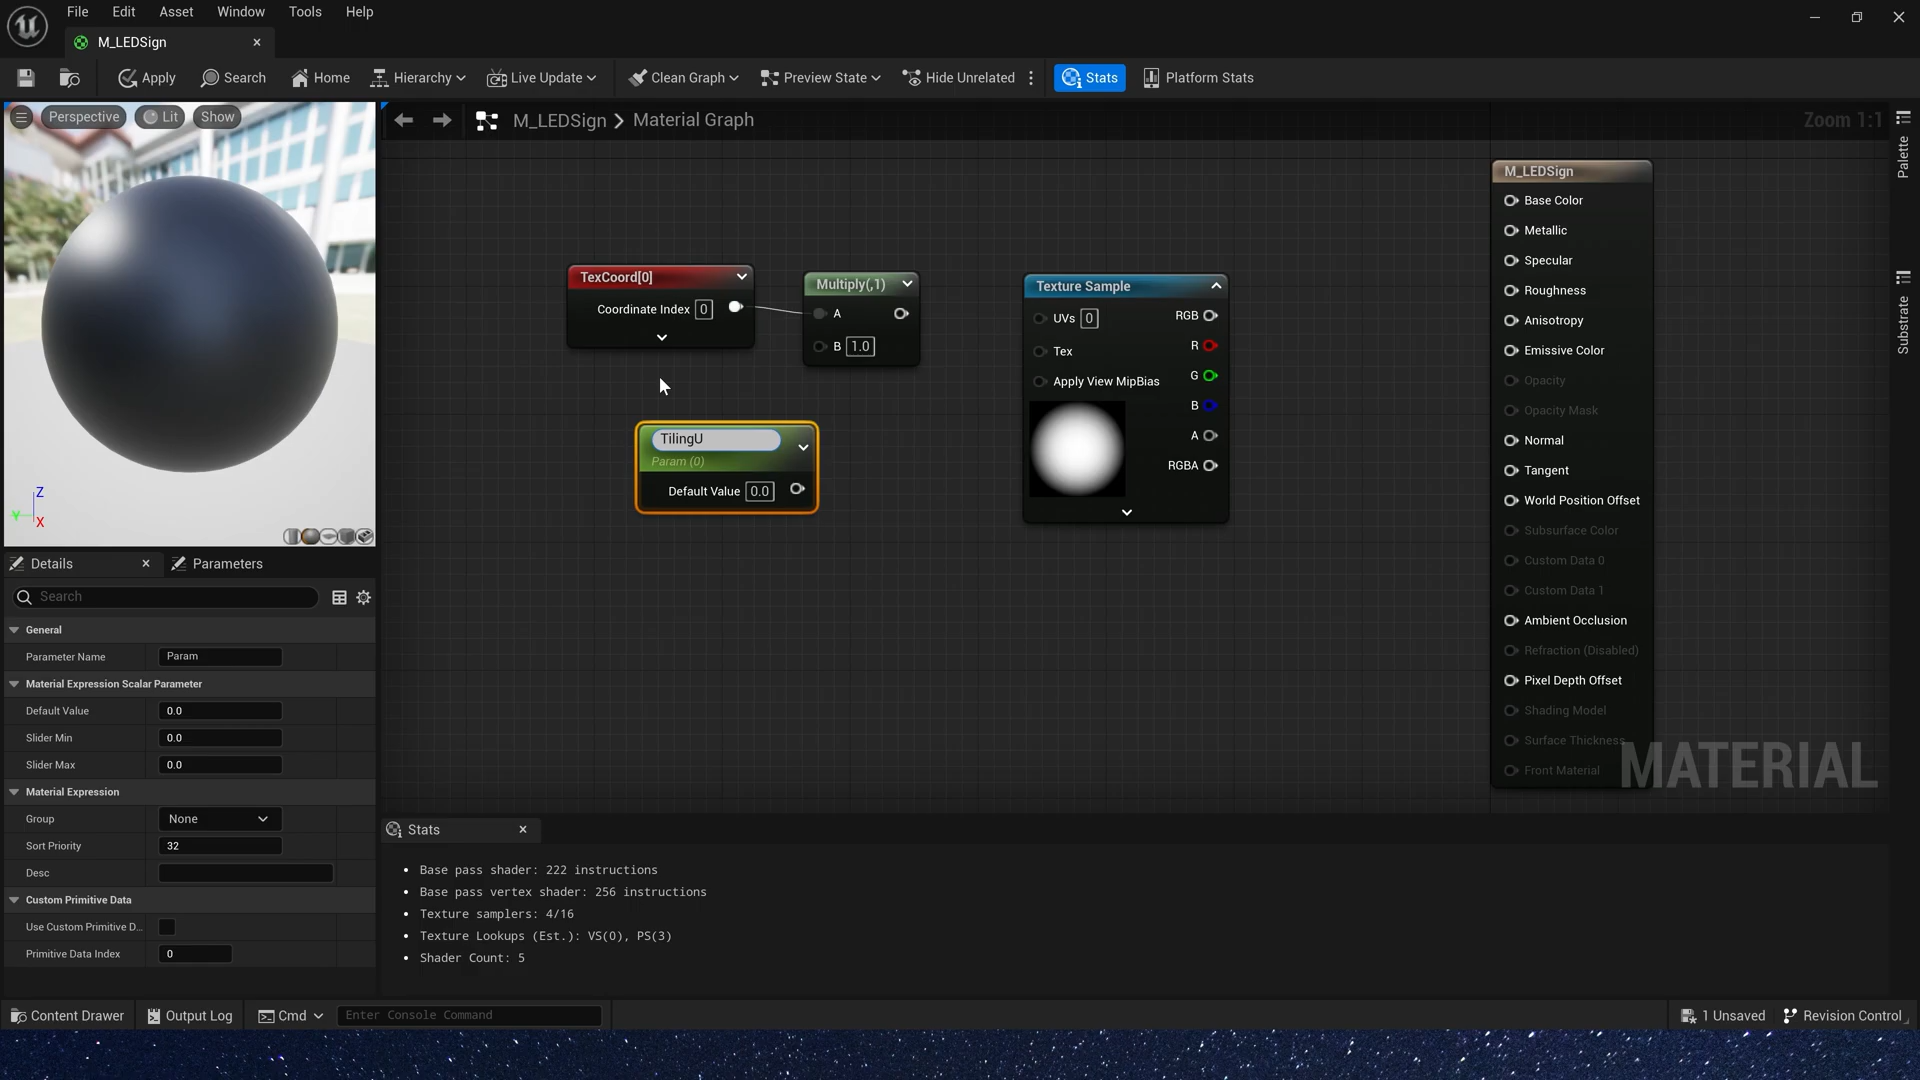 File Edit Asset Window Tools Help
M_LEDSign
Apply Search Home Hierarchy Live Update Clean Graph Preview State Hide Unrelated Stats Platform Stats
Perspective Lit Show
M_LEDSign > Material Graph
Zoom 1:1
Palette
Substrate
TexCoord[0]
Coordinate Index 0
Multiply(,1)
A
B 1.0
TilingU
Param (0)
Default Value 0.0
Texture Sample
UVs 0 RGB
R
Tex
G
Apply View MipBias
B
A
RGBA
M_LEDSign
Base Color
Metallic
Specular
Roughness
Anisotropy
Emissive Color
Opacity
Opacity Mask
Normal
Tangent
World Position Offset
Subsurface Color
Custom Data 0
Custom Data 1
Ambient Occlusion
Refraction (Disabled)
Pixel Depth Offset
Shading Model
Surface Thickness
Front Material
MATERIAL
Z
Y
X
Details Parameters
Search
General
Parameter Name Param
Material Expression Scalar Parameter
Default Value 0.0
Slider Min 0.0
Slider Max 0.0
Material Expression
Group None
Sort Priority 32
Desc
Custom Primitive Data
Use Custom Primitive D...
Primitive Data Index 0
Stats
• Base pass shader: 222 instructions
• Base pass vertex shader: 256 instructions
• Texture samplers: 4/16
• Texture Lookups (Est.): VS(0), PS(3)
• Shader Count: 5
Content Drawer Output Log Cmd Enter Console Command 1 Unsaved Revision Control